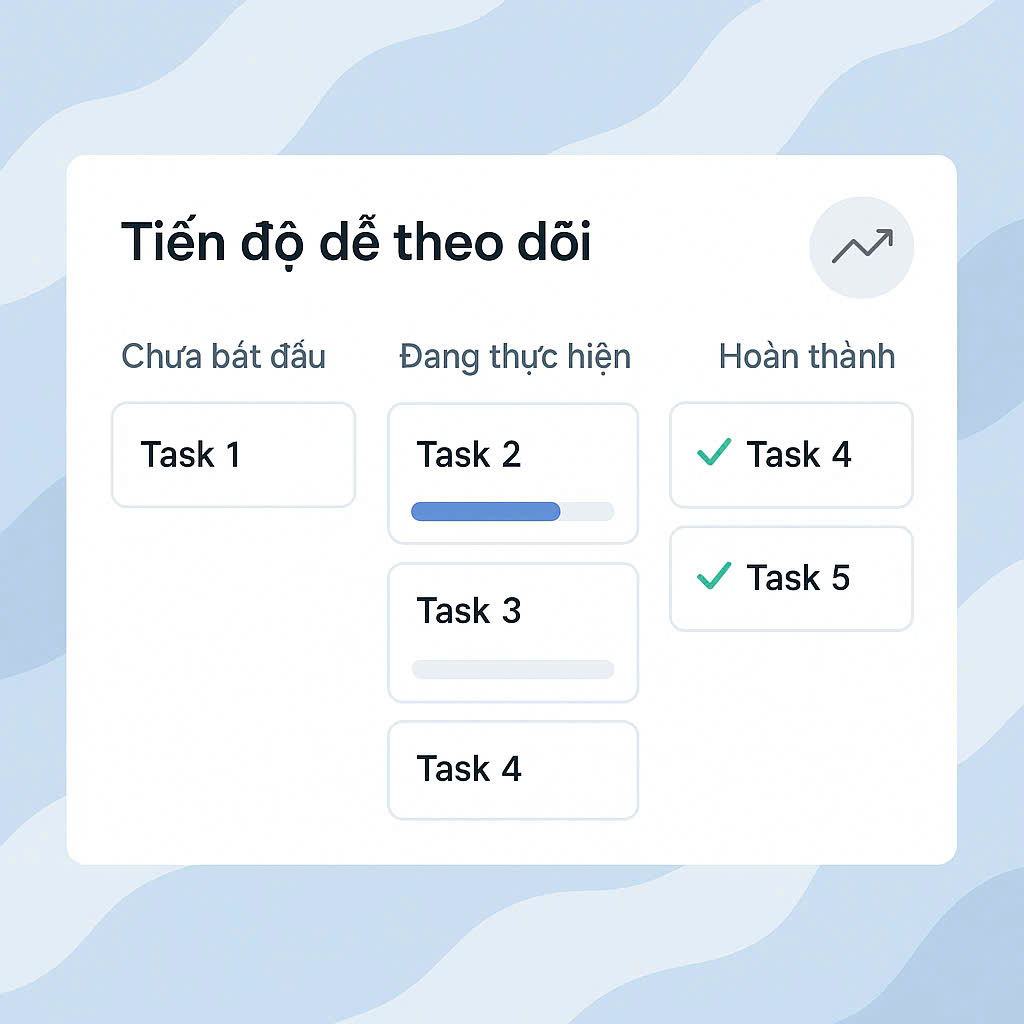 Tiến độ dễ theo dõi
Chưa bát đấu
Đang thực hiện
Hoàn thành
Task 1
Task 2
Task 3
Task 4
Task 4
Task 5